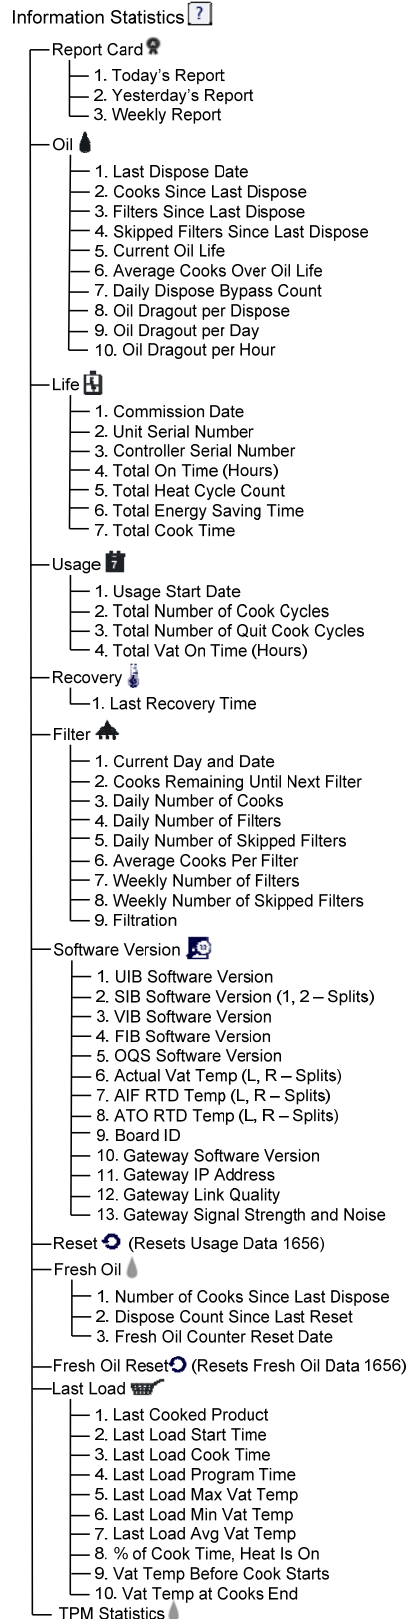 Information Statistics ?
Report Card
1. Today's Report
2. Yesterday's Report
3. Weekly Report
Oil
1. Last Dispose Date
2. Cooks Since Last Dispose
3. Filters Since Last Dispose
4. Skipped Filters Since Last Dispose
5. Current Oil Life
6. Average Cooks Over Oil Life
7. Daily Dispose Bypass Count
8. Oil Dragout per Dispose
9. Oil Dragout per Day
10. Oil Dragout per Hour
Life
1. Commission Date
2. Unit Serial Number
3. Controller Serial Number
4. Total On Time (Hours)
5. Total Heat Cycle Count
6. Total Energy Saving Time
7. Total Cook Time
Usage 7
1. Usage Start Date
2. Total Number of Cook Cycles
3. Total Number of Quit Cook Cycles
4. Total Vat On Time (Hours)
Recovery
1. Last Recovery Time
Filter
1. Current Day and Date
2. Cooks Remaining Until Next Filter
3. Daily Number of Cooks
4. Daily Number of Filters
5. Daily Number of Skipped Filters
6. Average Cooks Per Filter
7. Weekly Number of Filters
8. Weekly Number of Skipped Filters
9. Filtration
Software Version
1. UIB Software Version
2. SIB Software Version (1, 2 – Splits)
3. VIB Software Version
4. FIB Software Version
5. OQS Software Version
6. Actual Vat Temp (L, R – Splits)
7. AIF RTD Temp (L, R – Splits)
8. ATO RTD Temp (L, R – Splits)
9. Board ID
10. Gateway Software Version
11. Gateway IP Address
12. Gateway Link Quality
13. Gateway Signal Strength and Noise
Reset (Resets Usage Data 1656)
Fresh Oil
1. Number of Cooks Since Last Dispose
2. Dispose Count Since Last Reset
3. Fresh Oil Counter Reset Date
Fresh Oil Reset (Resets Fresh Oil Data 1656)
Last Load
1. Last Cooked Product
2. Last Load Start Time
3. Last Load Cook Time
4. Last Load Program Time
5. Last Load Max Vat Temp
6. Last Load Min Vat Temp
7. Last Load Avg Vat Temp
8. % of Cook Time, Heat Is On
9. Vat Temp Before Cook Starts
10. Vat Temp at Cooks End
TPM Statistics